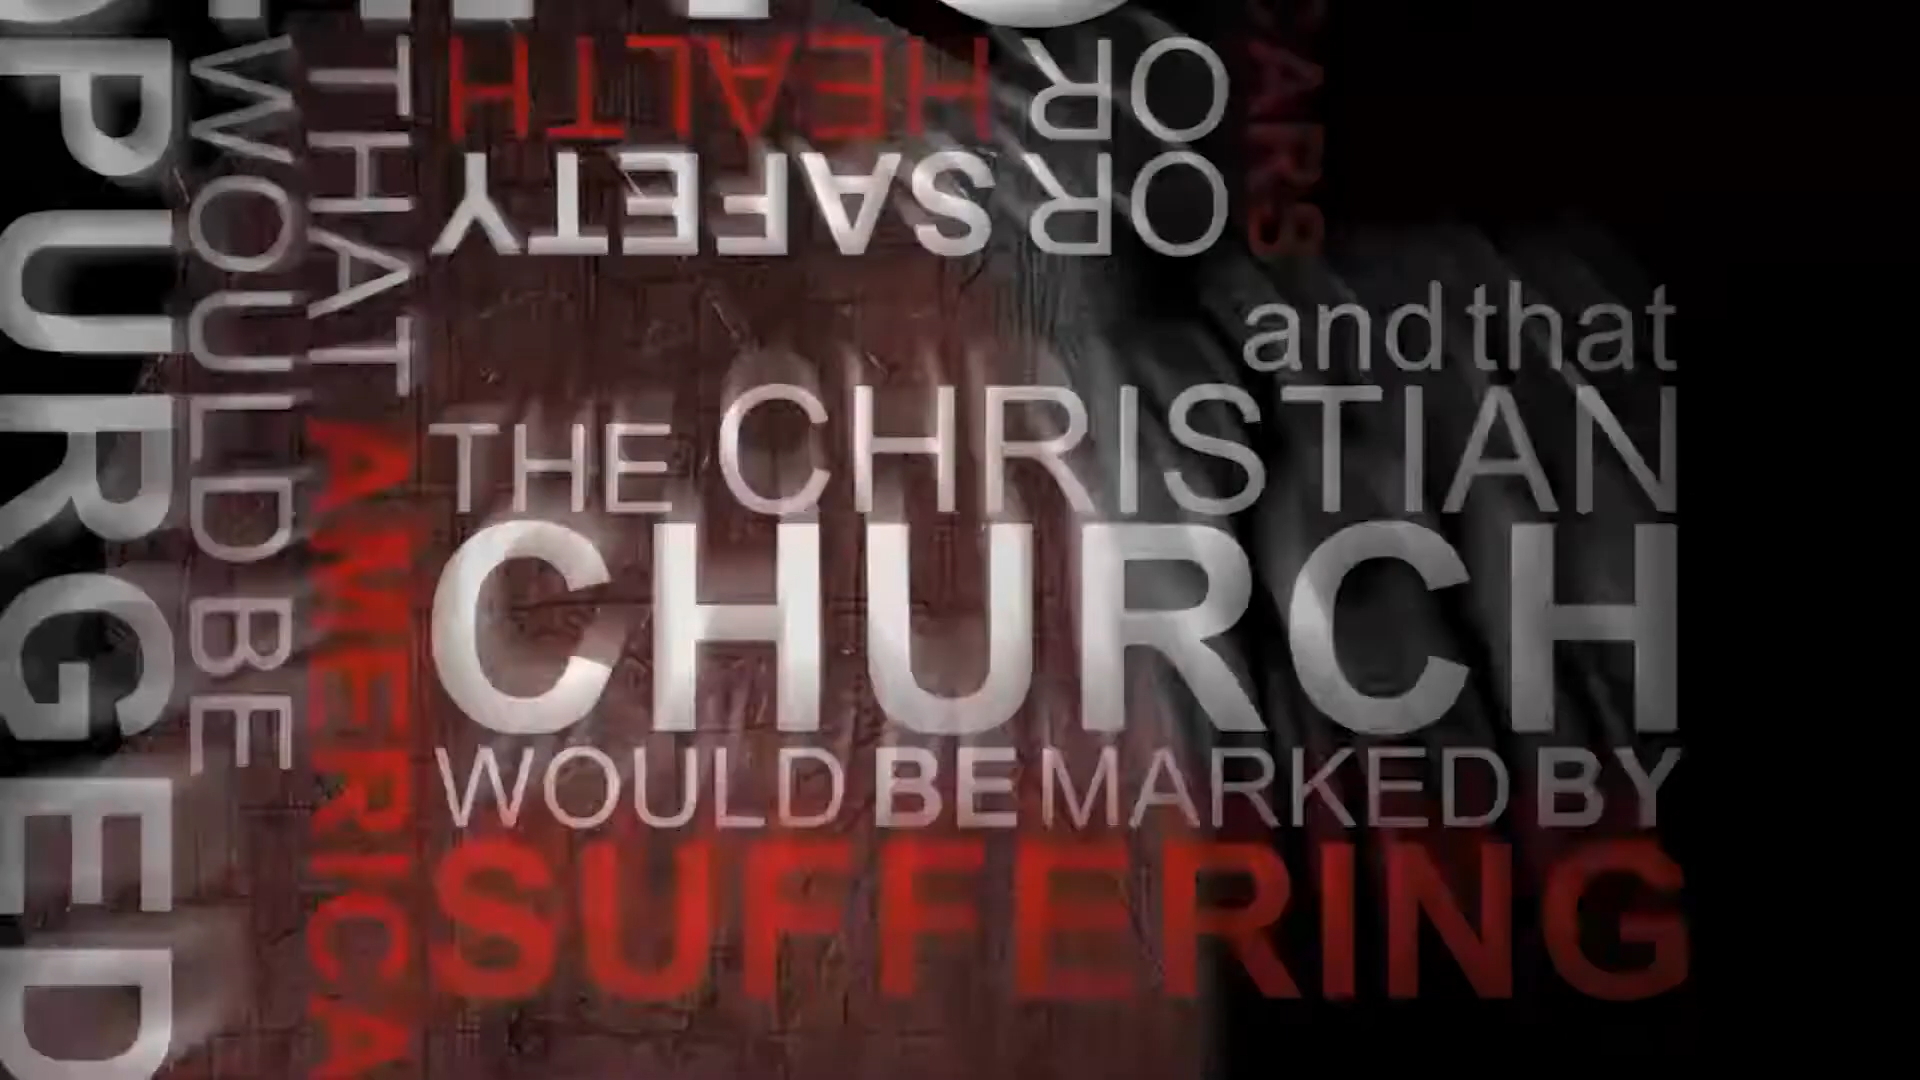 CARS
OR HEALTH
OR SAFETY
PURGED
WOULD BE
THAT AMERICA
and that
THE CHRISTIAN
CHURCH
WOULD BE MARKED BY
SUFFERING